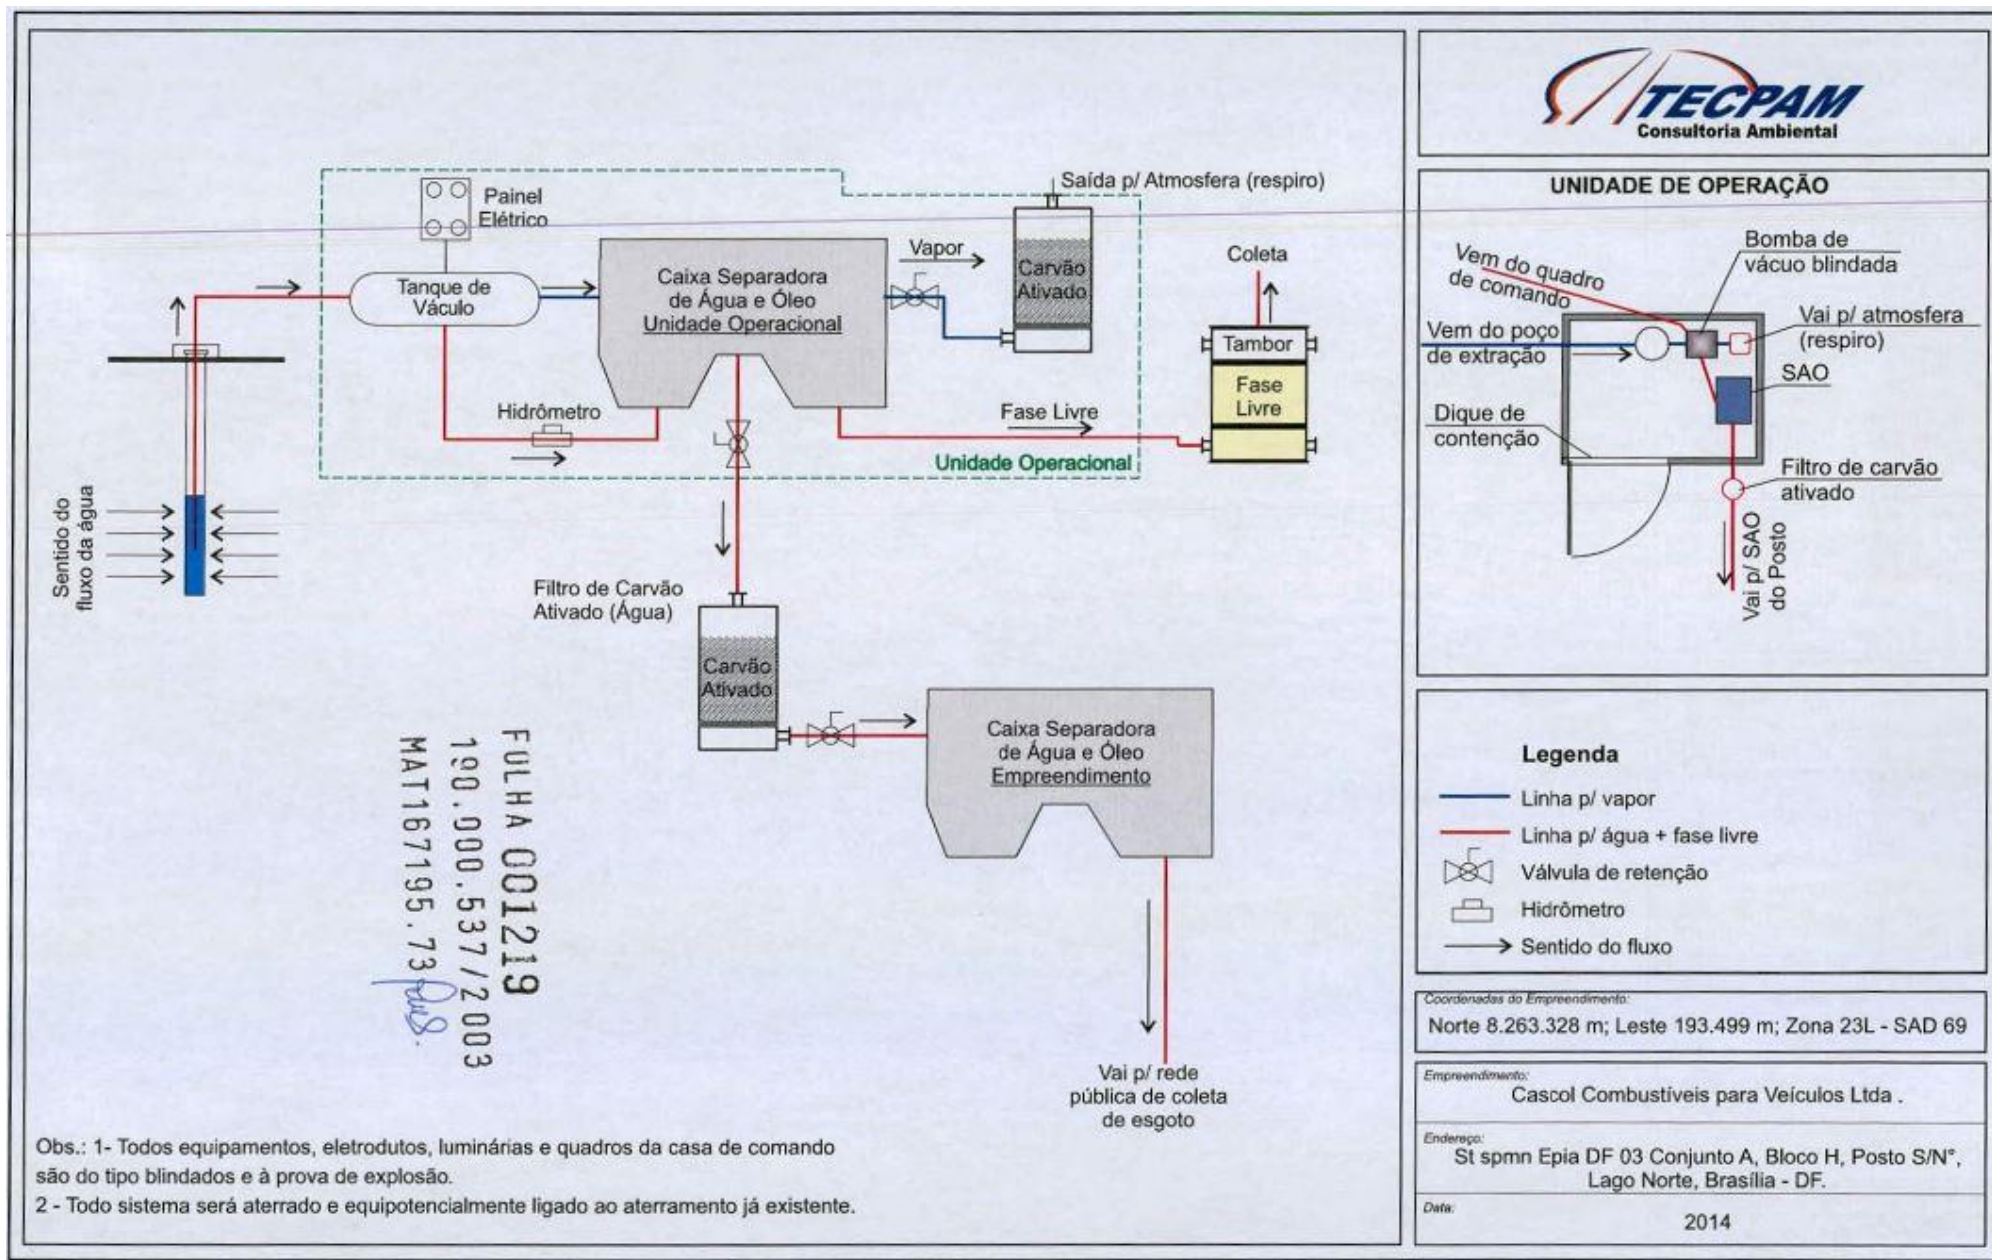 TECPAM
Consultoria Ambiental
UNIDADE DE OPERAÇÃO
Vem do quadro
de comando
Bomba de
vácuo blindada
Vem do poço
de extração
Vai p/ atmosfera
(respiro)
SAO
Dique de
contenção
Filtro de carvão
ativado
Vai p/ SAO
do Posto
Painel
Elétrico
Saída p/ Atmosfera (respiro)
Tanque de
Váculo
Caixa Separadora
de Água e Óleo
Unidade Operacional
Vapor
Carvão
Ativado
Coleta
Tambor
Fase
Livre
Hidrômetro
Fase Livre
Unidade Operacional
Sentido do
fluxo da água
Filtro de Carvão
Ativado (Água)
Carvão
Ativado
Caixa Separadora
de Água e Óleo
Empreendimento
Vai p/ rede
pública de coleta
de esgoto
FOLHA 001219
190.000.537/2003
MAT167195.73
Obs.: 1- Todos equipamentos, eletrodutos, luminárias e quadros da casa de comando
são do tipo blindados e à prova de explosão.
2 - Todo sistema será aterrado e equipotencialmente ligado ao aterramento já existente.
Legenda
Linha p/ vapor
Linha p/ água + fase livre
Válvula de retenção
Hidrômetro
Sentido do fluxo
Coordenadas do Empreendimento:
Norte 8.263.328 m; Leste 193.499 m; Zona 23L - SAD 69
Empreendimento:
Cascol Combustíveis para Veículos Ltda .
Endereço:
St spmn Epia DF 03 Conjunto A, Bloco H, Posto S/N°,
Lago Norte, Brasília - DF.
Data:
2014